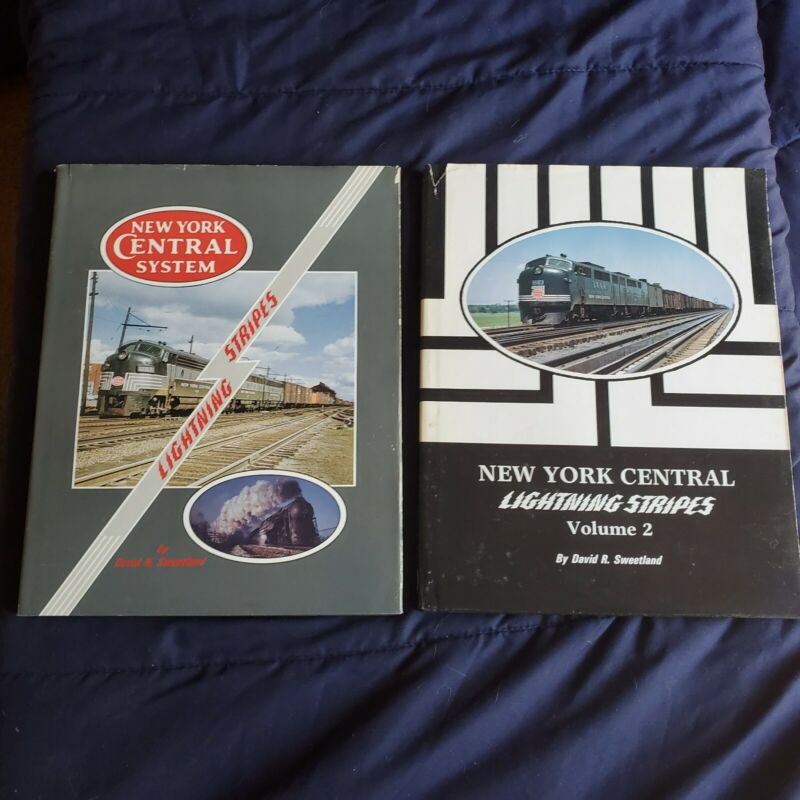 NEW YORK
CENTRAL
SYSTEM
LIGHTNING STRIPES
by
David R. Sweetland
NEW YORK CENTRAL
LIGHTNING STRIPES
Volume 2
By David R. Sweetland